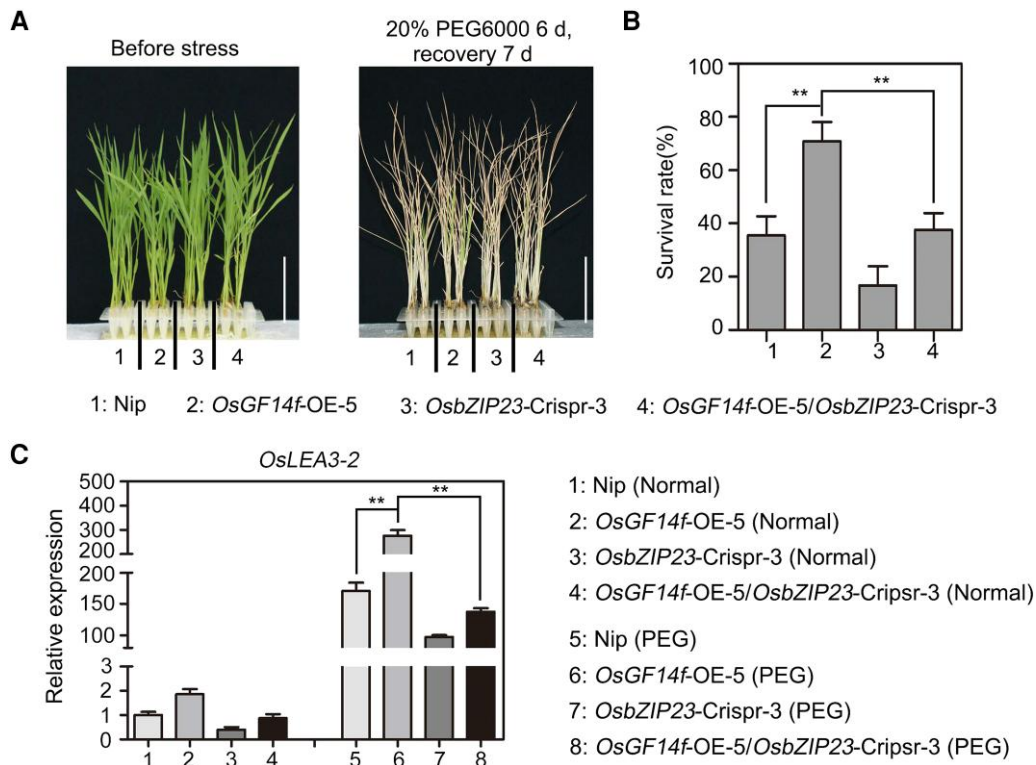 A
Before stress
20% PEG6000 6 d,
recovery 7 d
1 2 3 4
1 2 3 4
B
Survival rate(%)
100
80
60
40
20
0
**
**
1 2 3 4
1: Nip 2: OsGF14f-OE-5 3: OsbZIP23-Crispr-3 4: OsGF14f-OE-5/OsbZIP23-Crispr-3
C
OsLEA3-2
Relative expression
500
400
300
200
200
150
100
3
2
1
0
**
**
1 2 3 4 5 6 7 8
1: Nip (Normal)
2: OsGF14f-OE-5 (Normal)
3: OsbZIP23-Crispr-3 (Normal)
4: OsGF14f-OE-5/OsbZIP23-Cripsr-3 (Normal)
5: Nip (PEG)
6: OsGF14f-OE-5 (PEG)
7: OsbZIP23-Crispr-3 (PEG)
8: OsGF14f-OE-5/OsbZIP23-Cripsr-3 (PEG)